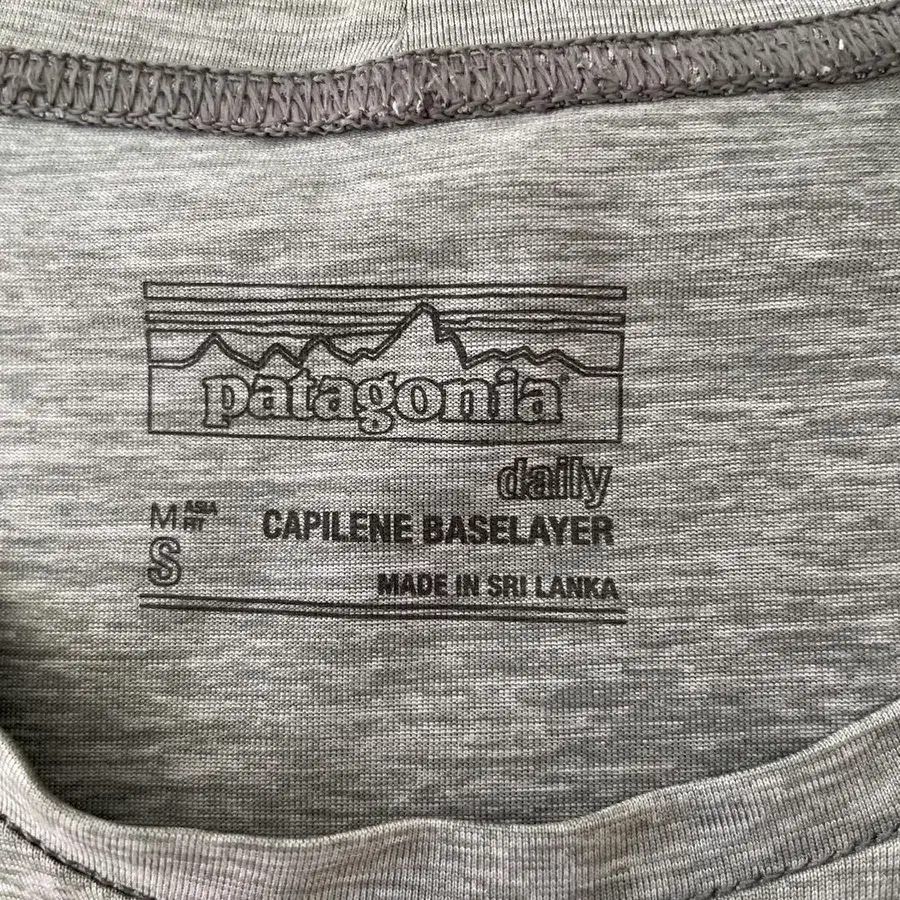 patagonia®
daily
M ASIA FIT
CAPILENE BASELAYER
S
MADE IN SRI LANKA